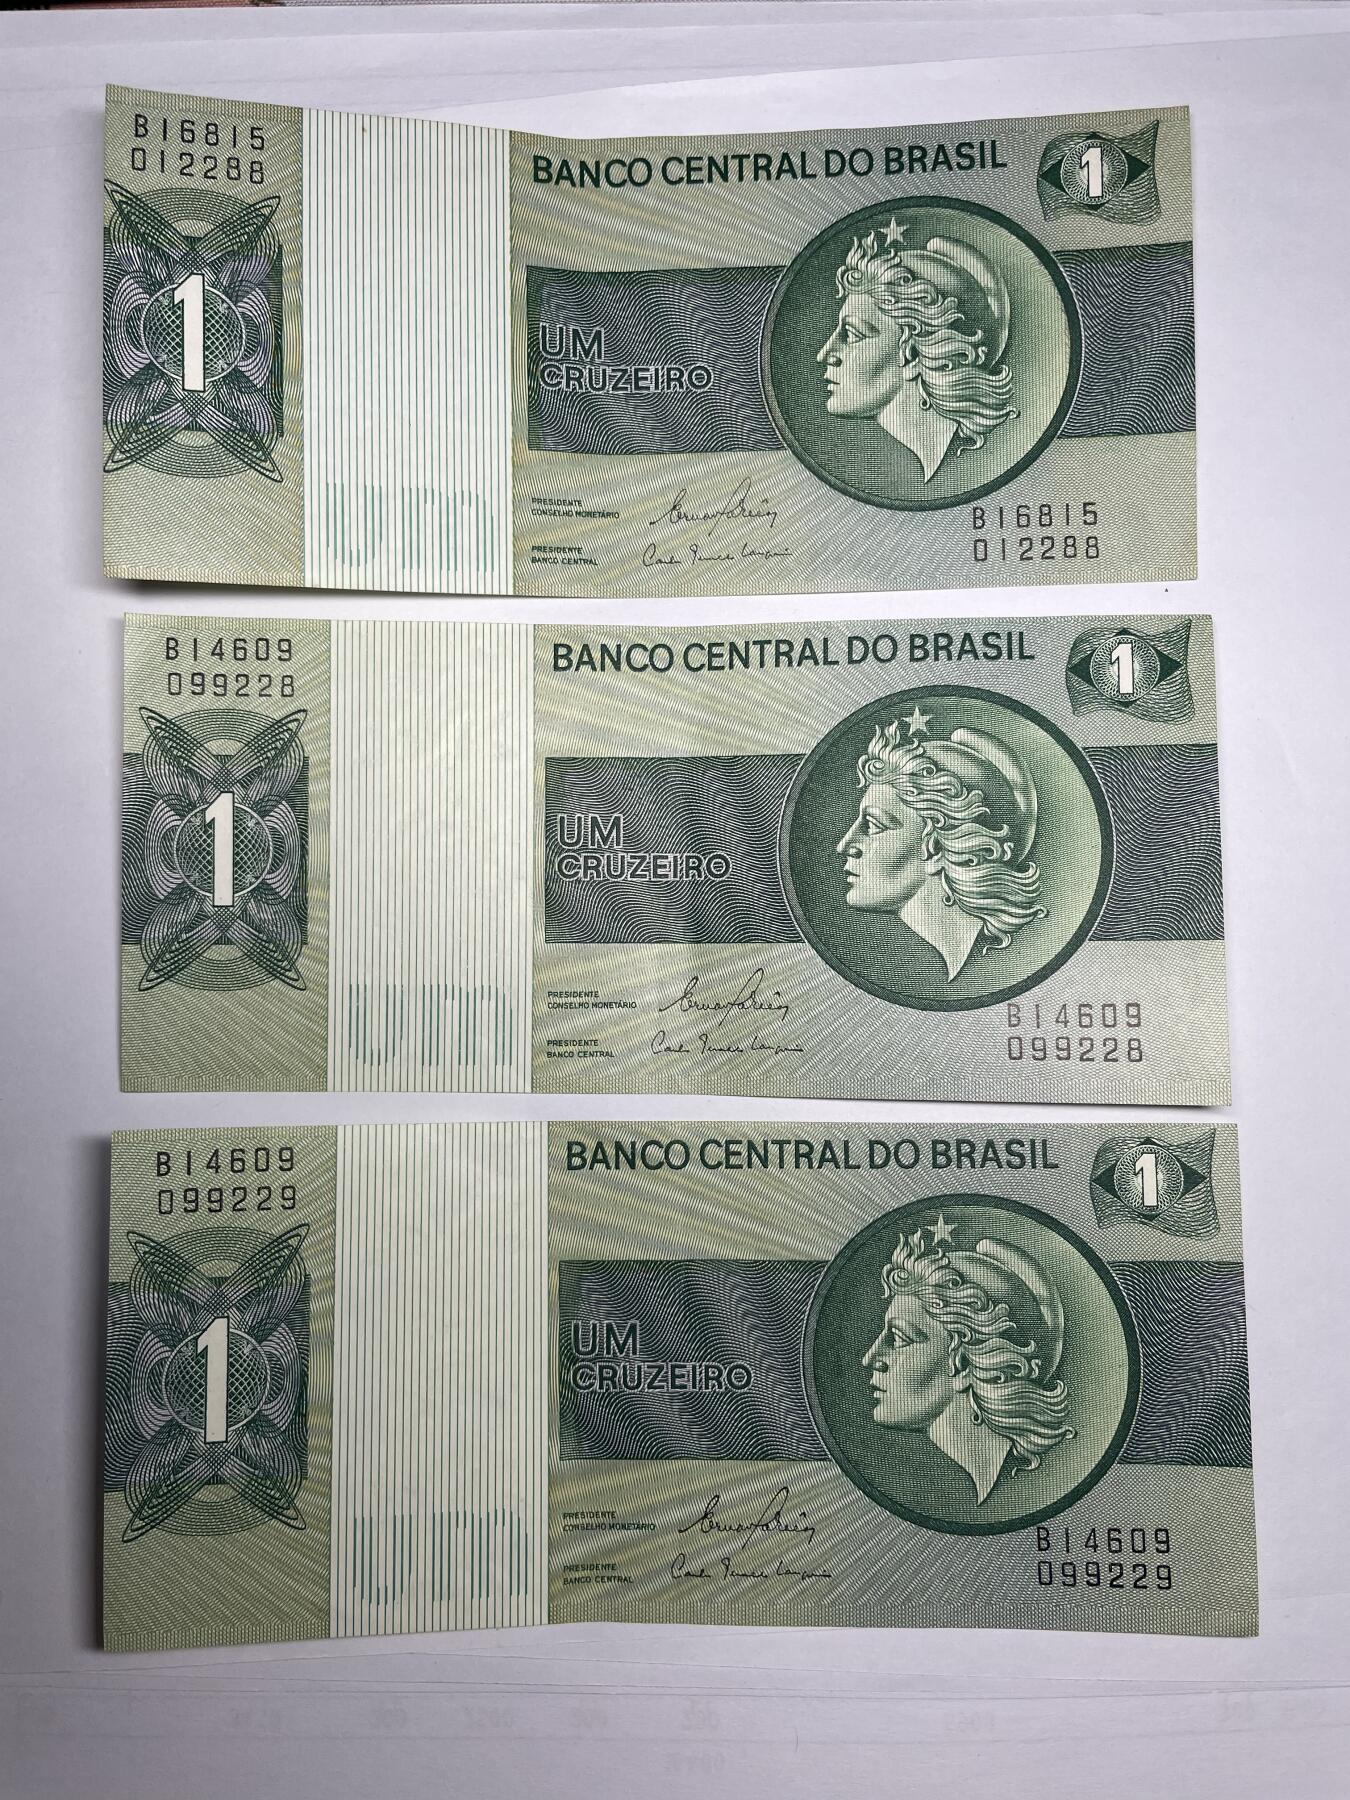 B16815
012288
BANCO CENTRAL DO BRASIL
1
1
UM
CRUZEIRO
PRESIDENTE
CONSELHO MONETÁRIO
PRESIDENTE
BANCO CENTRAL
B16815
012288
B14609
099228
BANCO CENTRAL DO BRASIL
1
1
UM
CRUZEIRO
PRESIDENTE
CONSELHO MONETÁRIO
PRESIDENTE
BANCO CENTRAL
B14609
099228
B14609
099229
BANCO CENTRAL DO BRASIL
1
1
UM
CRUZEIRO
PRESIDENTE
CONSELHO MONETÁRIO
PRESIDENTE
BANCO CENTRAL
B14609
099229